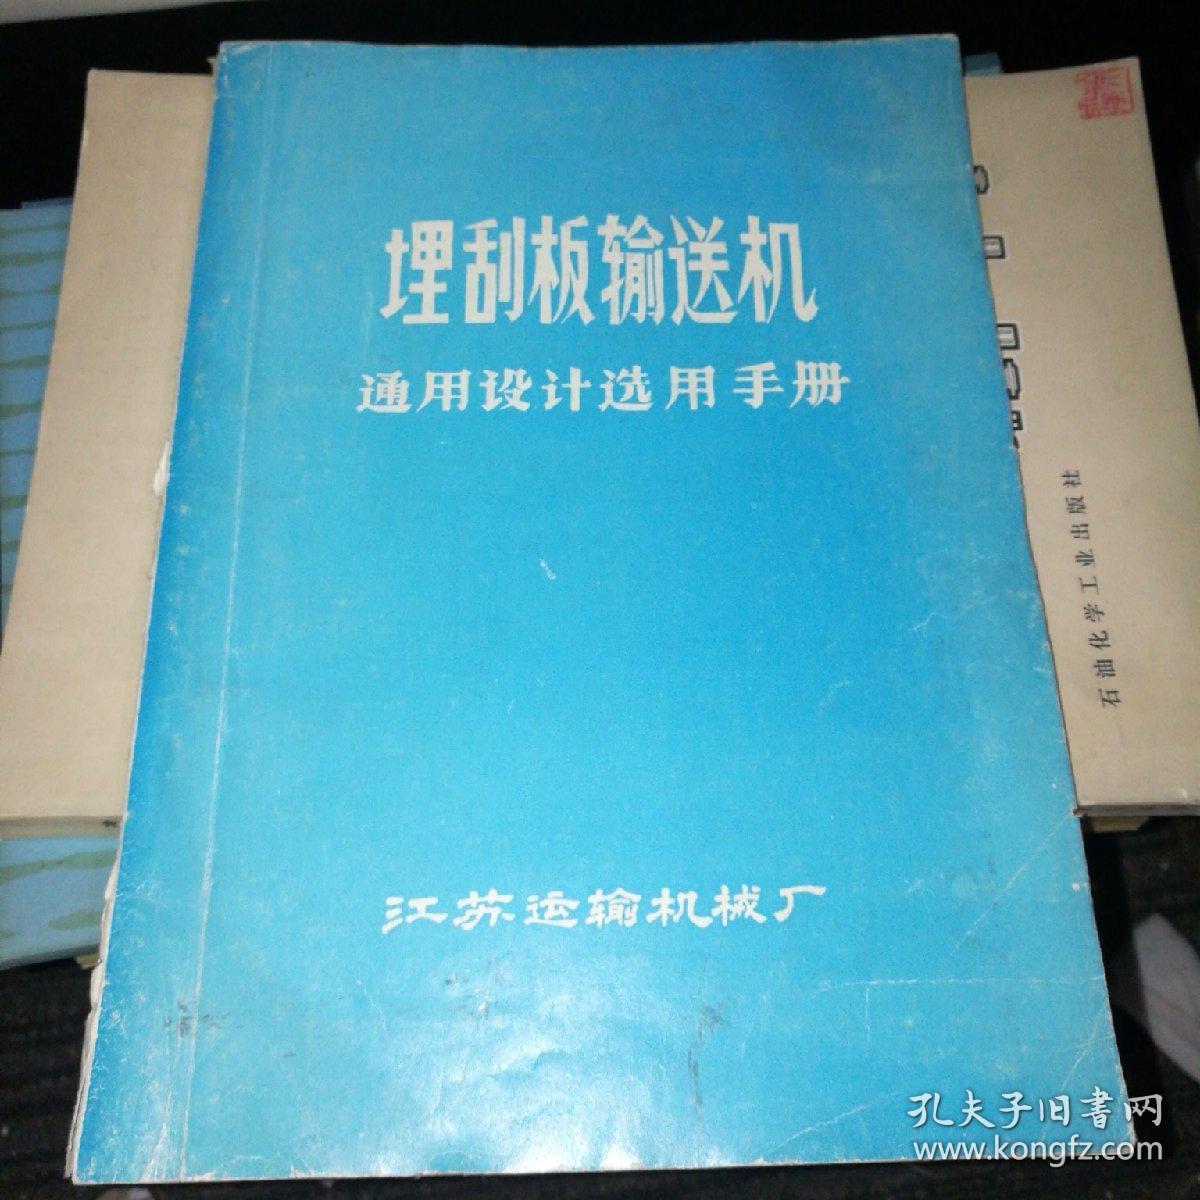 埋刮板输送机
通用设计选用手册
江苏运输机械厂
石油化学工业出版社
孔夫子旧书网
www.kongfz.com